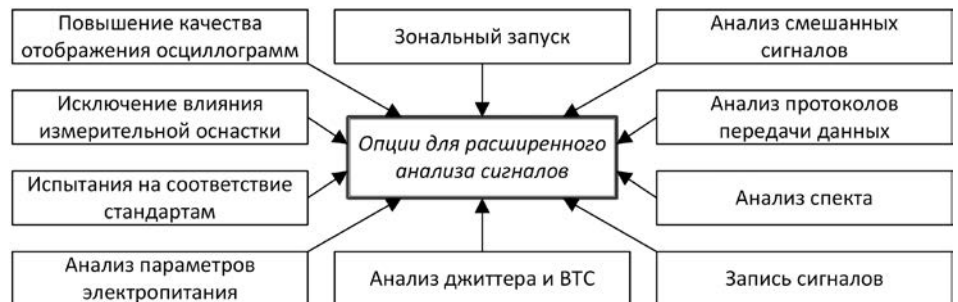 Повышение качества
отображения осциллограмм
Зональный запуск
Анализ смешанных
сигналов
Исключение влияния
измерительной оснастки
Опции для расширенного
анализа сигналов
Анализ протоколов
передачи данных
Испытания на соответствие
стандартам
Анализ спекта
Анализ параметров
электропитания
Анализ джиттера и ВТС
Запись сигналов